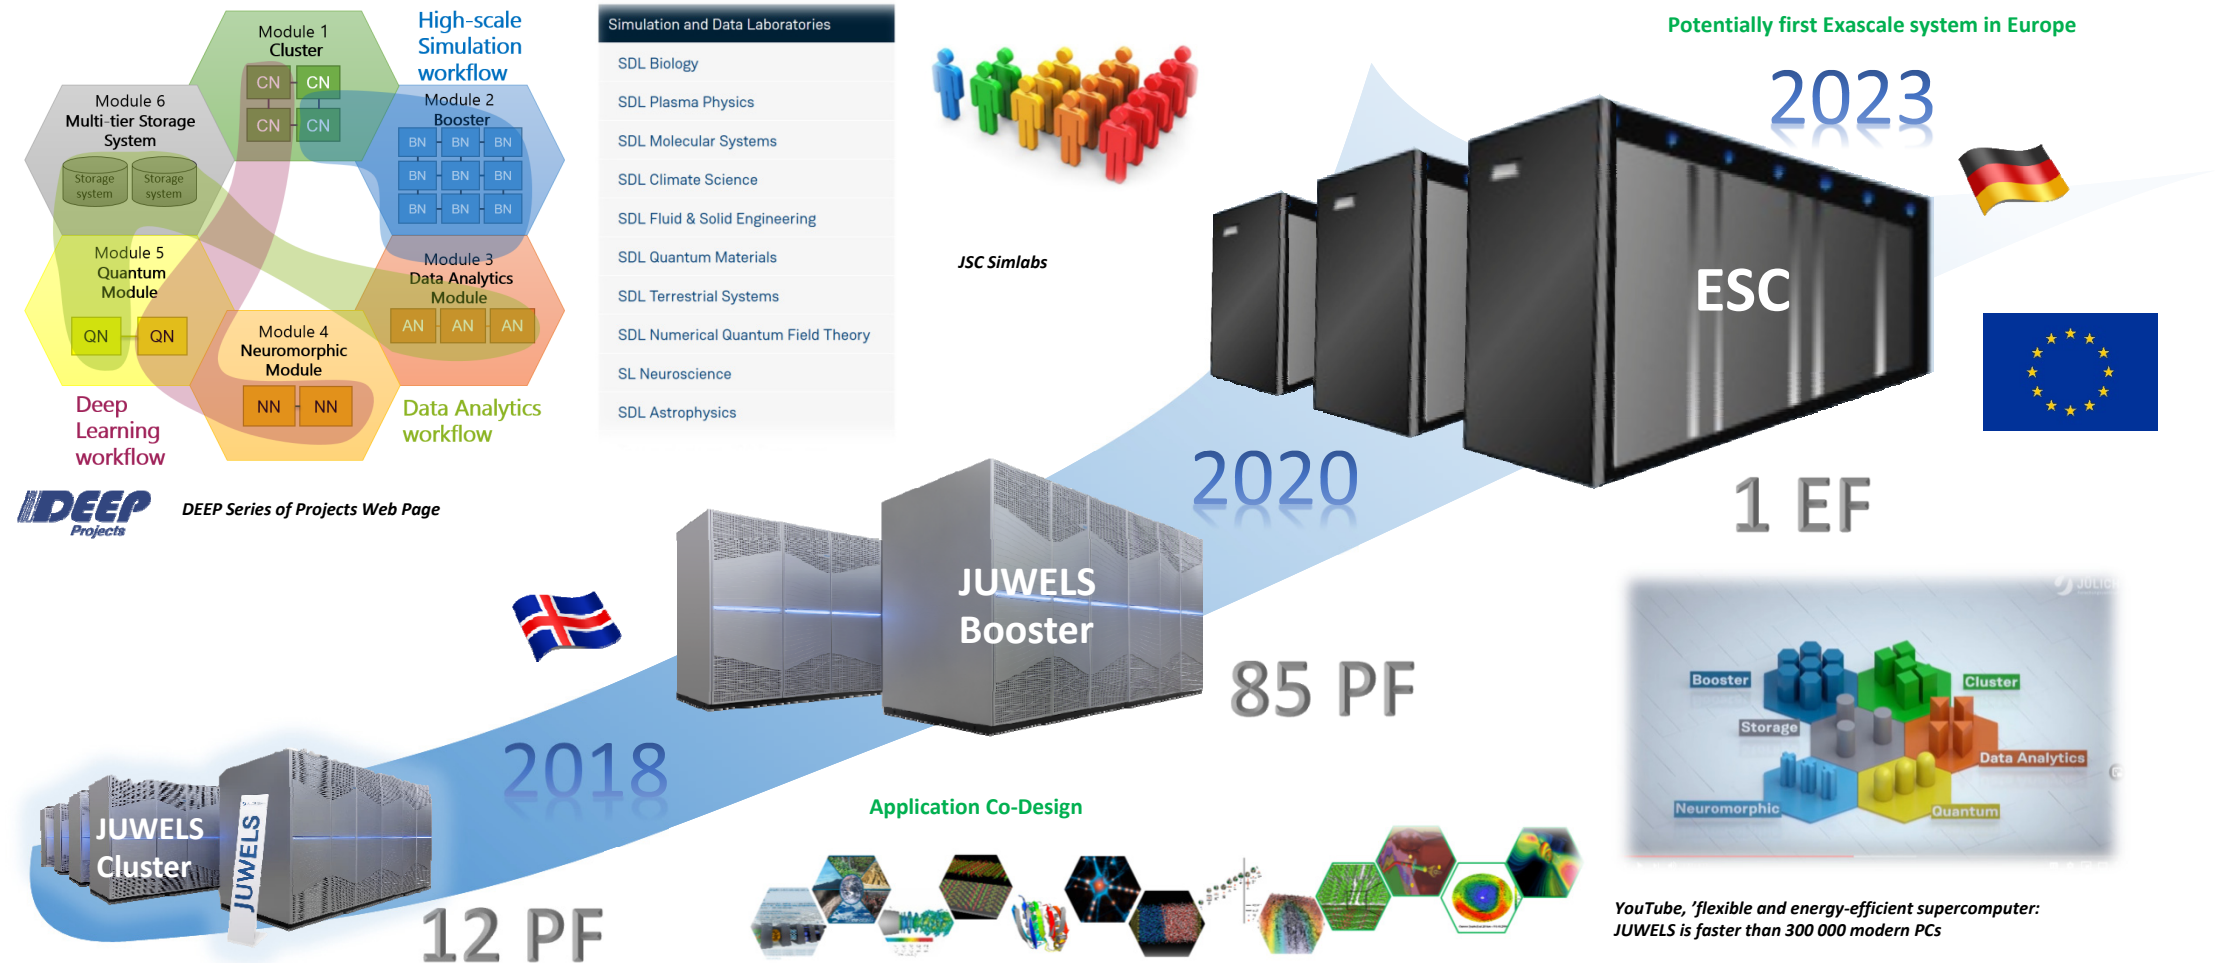 Module 1
Cluster
CN
CN
CN
CN
High-scale
Simulation
workflow
Module 2
Booster
BN
BN
BN
BN
BN
BN
BN
BN
BN
Module 6
Multi-tier Storage
System
Storage
system
Storage
system
Module 5
Quantum
Module
QN
QN
Module 3
Data Analytics
Module
AN
AN
AN
Module 4
Neuromorphic
Module
NN
NN
Deep
Learning
workflow
Data Analytics
workflow
DEEP
Projects
DEEP Series of Projects Web Page
Simulation and Data Laboratories
SDL Biology
SDL Plasma Physics
SDL Molecular Systems
SDL Climate Science
SDL Fluid & Solid Engineering
SDL Quantum Materials
SDL Terrestrial Systems
SDL Numerical Quantum Field Theory
SL Neuroscience
SDL Astrophysics
JSC Simlabs
Potentially first Exascale system in Europe
2023
ESC
1 EF
2020
JUWELS
Booster
85 PF
2018
JUWELS
Cluster
JUWELS
12 PF
Application Co-Design
JÜLICH
Booster
Cluster
Storage
Data Analytics
Neuromorphic
Quantum
YouTube, 'flexible and energy-efficient supercomputer:
JUWELS is faster than 300 000 modern PCs